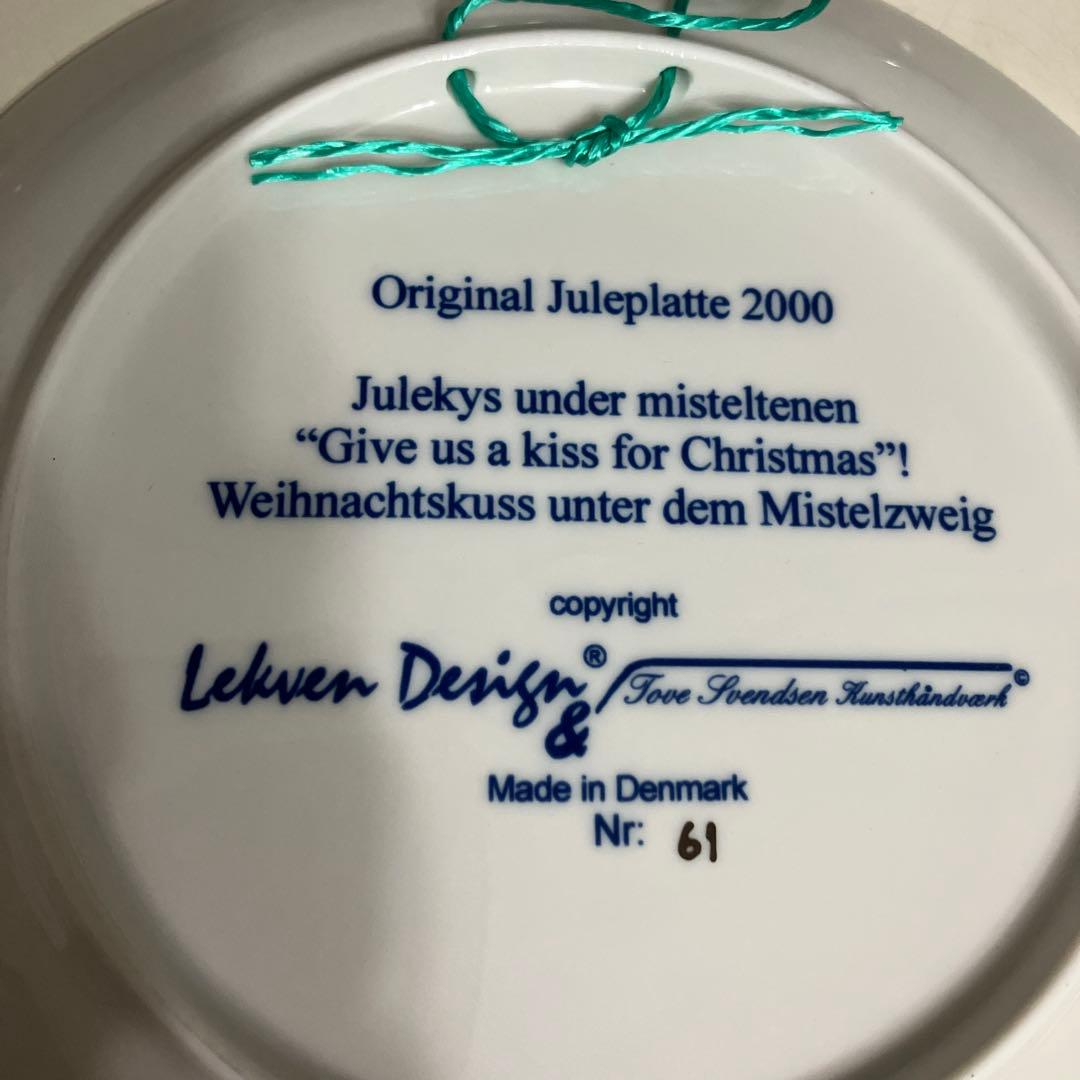 Original Juleplatte 2000
Julekys under misteltenen
“Give us a kiss for Christmas”!
Weihnachtskuss unter dem Mistelzweig
copyright
Lekven Design® & Tove Svendsen Kunsthåndværk©
Made in Denmark
Nr: 61